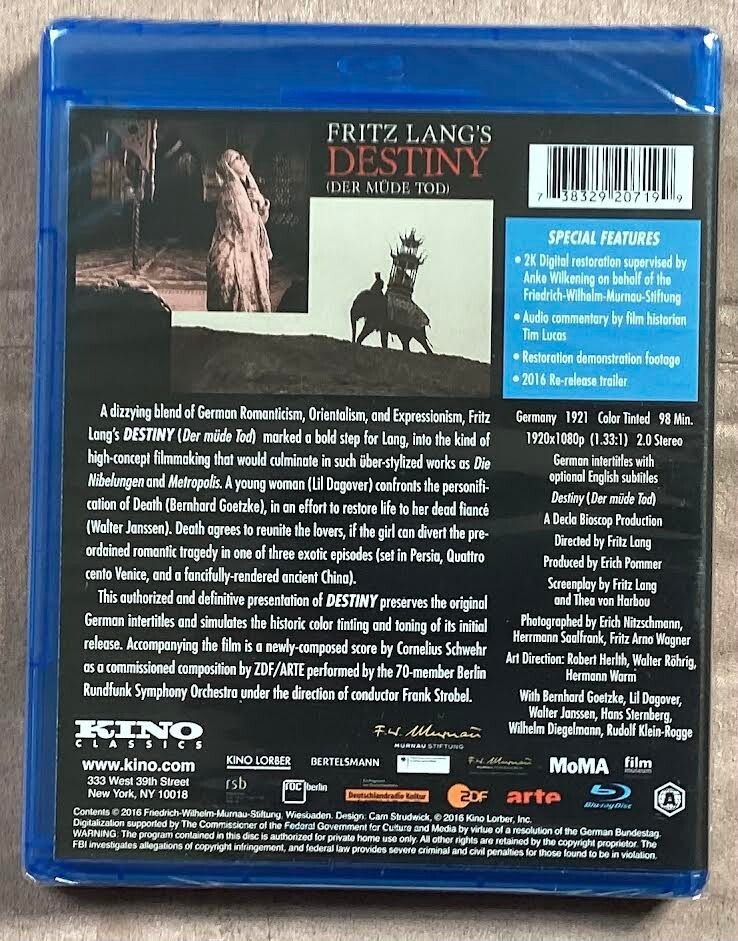 FRITZ LANG'S
DESTINY
(DER MÜDE TOD)
7 38329 20719 9
SPECIAL FEATURES
• 2K Digital restoration supervised by
Anke Wilkening on behalf of the
Friedrich-Wilhelm-Murnau-Stiftung
• Audio commentary by film historian
Tim Lucas
• Restoration demonstration footage
• 2016 Re-release trailer
A dizzying blend of German Romanticism, Orientalism, and Expressionism, Fritz
Lang's DESTINY (Der müde Tod) marked a bold step for Lang, into the kind of
high-concept filmmaking that would culminate in such über-stylized works as Die
Nibelungen and Metropolis. A young woman (Lil Dagover) confronts the personifi-
cation of Death (Bernhard Goetzke), in an effort to restore life to her dead fiancé
(Walter Janssen). Death agrees to reunite the lovers, if the girl can divert the pre-
ordained romantic tragedy in one of three exotic episodes (set in Persia, Quattro
cento Venice, and a fancifully-rendered ancient China).
This authorized and definitive presentation of DESTINY preserves the original
German intertitles and simulates the historic color tinting and toning of its initial
release. Accompanying the film is a newly-composed score by Cornelius Schwehr
as a commissioned composition by ZDF/ARTE performed by the 70-member Berlin
Rundfunk Symphony Orchestra under the direction of conductor Frank Strobel.
Germany 1921 Color Tinted 98 Min.
1920x1080p (1.33:1) 2.0 Stereo
German intertitles with
optional English subtitles
Destiny (Der müde Tod)
A Decla Bioscop Production
Directed by Fritz Lang
Produced by Erich Pommer
Screenplay by Fritz Lang
and Thea von Harbou
Photographed by Erich Nitzschmann,
Herrmann Saalfrank, Fritz Arno Wagner
Art Direction: Robert Herlth, Walter Röhrig,
Hermann Warm
With Bernhard Goetzke, Lil Dagover,
Walter Janssen, Hans Sternberg,
Wilhelm Diegelmann, Rudolf Klein-Rogge
KINO
CLASSICS
www.kino.com
333 West 39th Street
New York, NY 10018
F.W. Murnau
MURNAU STIFTUNG
KINO LORBER
BERTELSMANN
F.W. Murnau
MoMA
film
museum
rsb
roc berlin
Deutschlandradio Kultur
ZDF
arte
Blu-ray Disc
A
Contents © 2016 Friedrich-Wilhelm-Murnau-Stiftung, Wiesbaden. Design: Cam Strudwick, © 2016 Kino Lorber, Inc.
Digitalization supported by The Commissioner of the Federal Government for Culture and Media by virtue of a resolution of the German Bundestag.
WARNING: The program contained in this disc is authorized for private home use only. All other rights are retained by the copyright proprietor. The
FBI investigates allegations of copyright infringement, and federal law provides severe criminal and civil penalties for those found to be in violation.